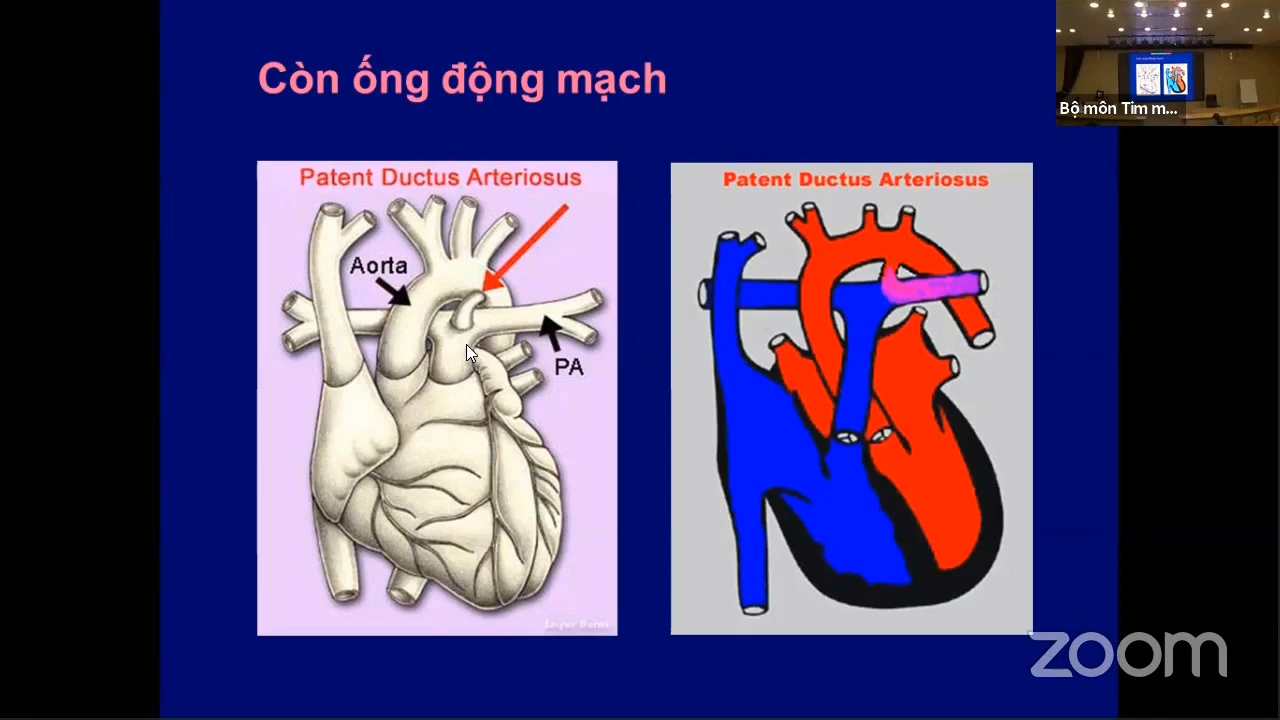 Còn ống động mạch
Bộ môn Tim m...
Patent Ductus Arteriosus
Aorta
PA
Patent Ductus Arteriosus
zoom